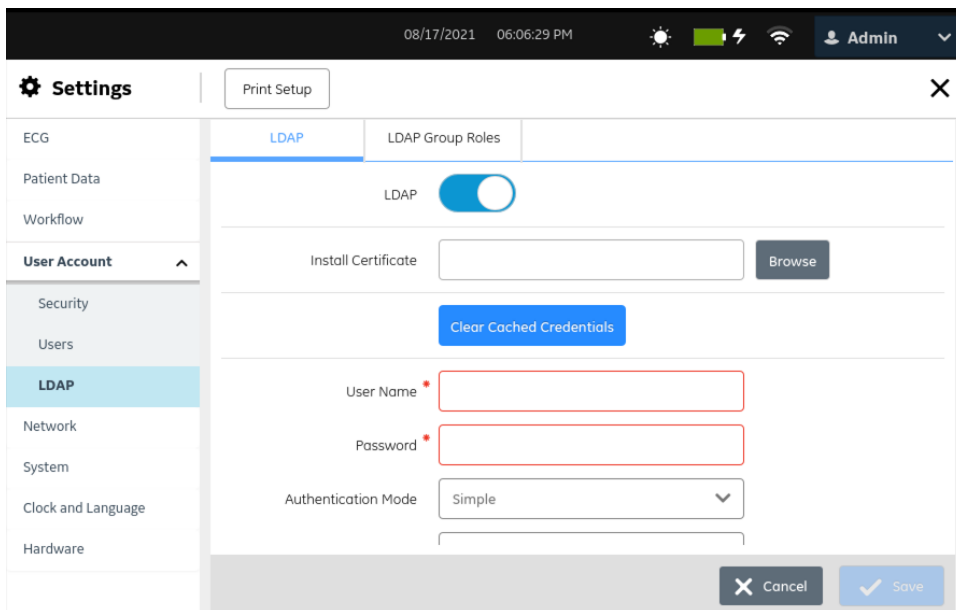 08/17/2021 06:06:29 PM Admin
Settings
Print Setup
ECG
Patient Data
Workflow
User Account
Security
Users
LDAP
Network
System
Clock and Language
Hardware
LDAP LDAP Group Roles
LDAP
Install Certificate Browse
Clear Cached Credentials
User Name *
Password *
Authentication Mode Simple
Cancel Save